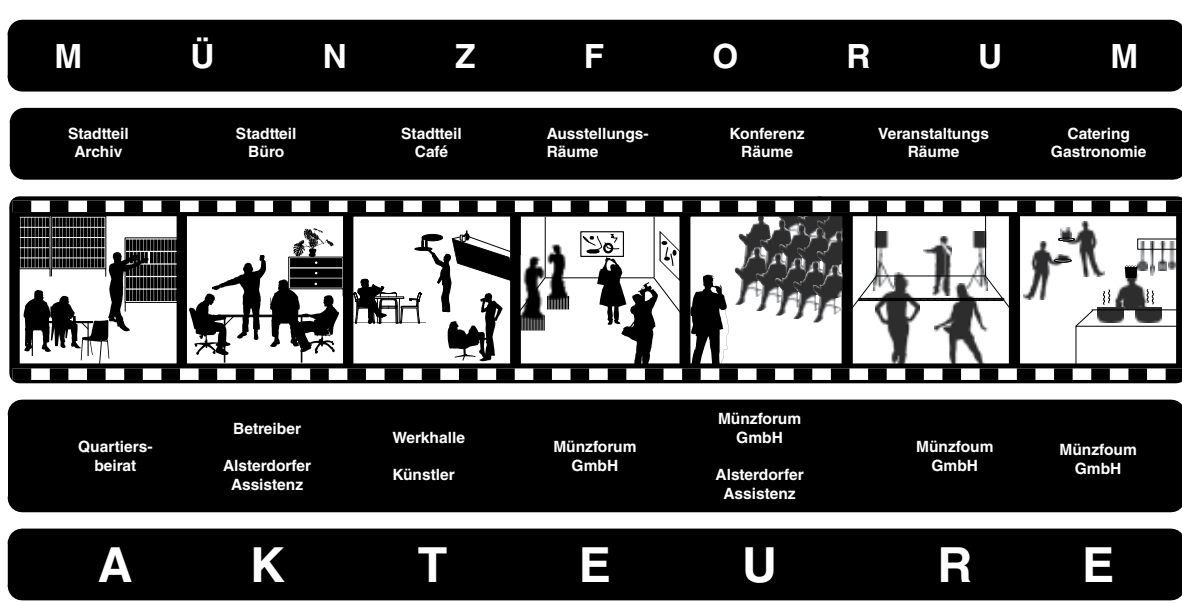 M Ü N Z F O R U M
Stadtteil
Archiv
Stadtteil
Büro
Stadtteil
Café
Ausstellungs-
Räume
Konferenz
Räume
Veranstaltungs
Räume
Catering
Gastronomie
Quartiers-
beirat
Betreiber
Alsterdorfer
Assistenz
Werkhalle
Künstler
Münzforum
GmbH
Münzforum
GmbH
Alsterdorfer
Assistenz
Münzfoum
GmbH
Münzfoum
GmbH
A K T E U R E